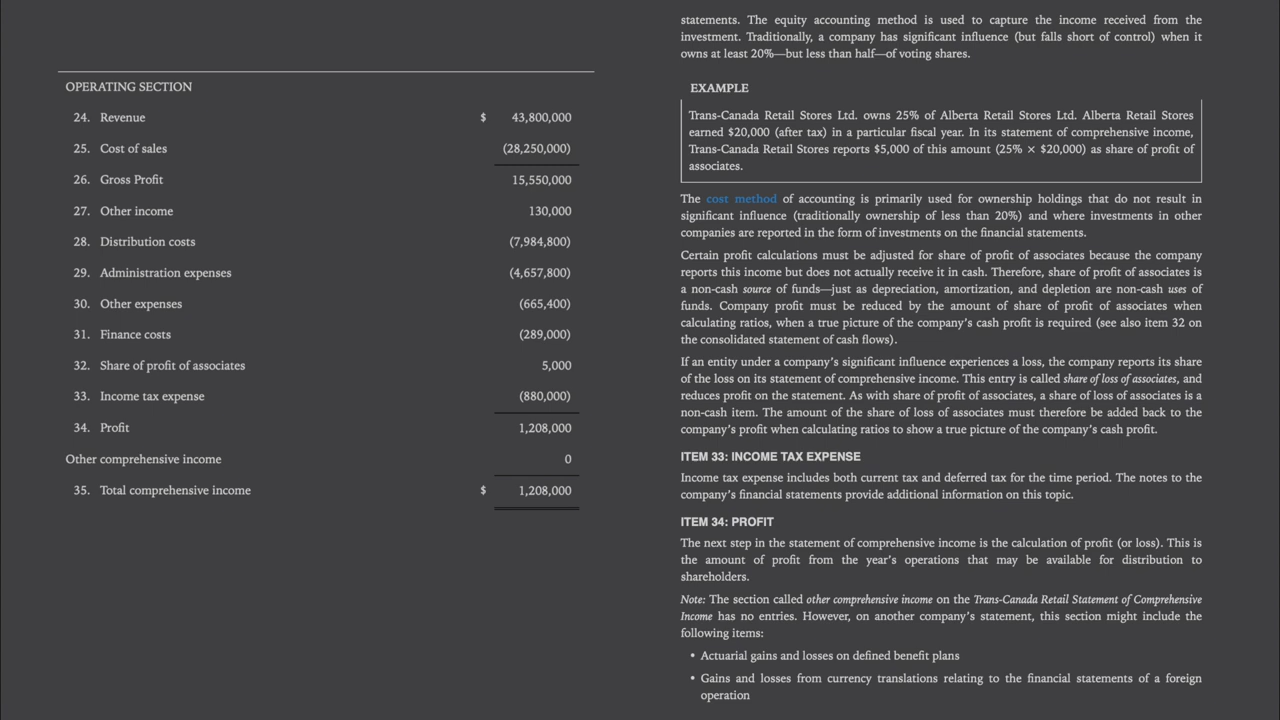 OPERATING SECTION
24. Revenue $ 43,800,000
25. Cost of sales (28,250,000)
26. Gross Profit 15,550,000
27. Other income 130,000
28. Distribution costs (7,984,800)
29. Administration expenses (4,657,800)
30. Other expenses (665,400)
31. Finance costs (289,000)
32. Share of profit of associates 5,000
33. Income tax expense (880,000)
34. Profit 1,208,000
Other comprehensive income 0
35. Total comprehensive income $ 1,208,000
statements. The equity accounting method is used to capture the income received from the
investment. Traditionally, a company has significant influence (but falls short of control) when it
owns at least 20%—but less than half—of voting shares.
EXAMPLE
Trans-Canada Retail Stores Ltd. owns 25% of Alberta Retail Stores Ltd. Alberta Retail Stores
earned $20,000 (after tax) in a particular fiscal year. In its statement of comprehensive income,
Trans-Canada Retail Stores reports $5,000 of this amount (25% × $20,000) as share of profit of
associates.
The cost method of accounting is primarily used for ownership holdings that do not result in
significant influence (traditionally ownership of less than 20%) and where investments in other
companies are reported in the form of investments on the financial statements.
Certain profit calculations must be adjusted for share of profit of associates because the company
reports this income but does not actually receive it in cash. Therefore, share of profit of associates is
a non-cash source of funds—just as depreciation, amortization, and depletion are non-cash uses of
funds. Company profit must be reduced by the amount of share of profit of associates when
calculating ratios, when a true picture of the company's cash profit is required (see also item 32 on
the consolidated statement of cash flows).
If an entity under a company's significant influence experiences a loss, the company reports its share
of the loss on its statement of comprehensive income. This entry is called share of loss of associates, and
reduces profit on the statement. As with share of profit of associates, a share of loss of associates is a
non-cash item. The amount of the share of loss of associates must therefore be added back to the
company's profit when calculating ratios to show a true picture of the company's cash profit.
ITEM 33: INCOME TAX EXPENSE
Income tax expense includes both current tax and deferred tax for the time period. The notes to the
company's financial statements provide additional information on this topic.
ITEM 34: PROFIT
The next step in the statement of comprehensive income is the calculation of profit (or loss). This is
the amount of profit from the year's operations that may be available for distribution to
shareholders.
Note: The section called other comprehensive income on the Trans-Canada Retail Statement of Comprehensive
Income has no entries. However, on another company's statement, this section might include the
following items:
• Actuarial gains and losses on defined benefit plans
• Gains and losses from currency translations relating to the financial statements of a foreign
operation